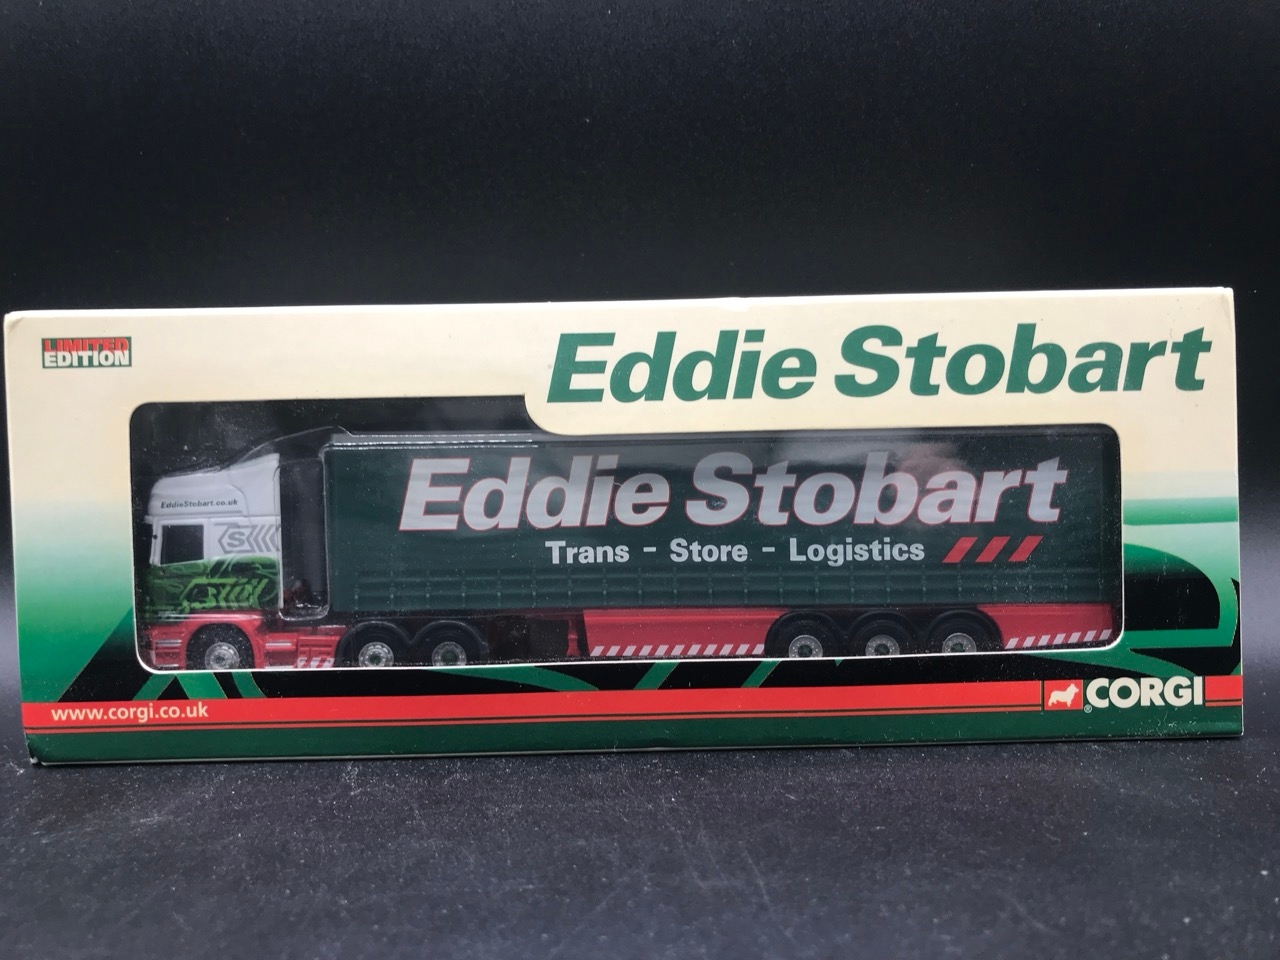 LIMITED
EDITION
Eddie Stobart
EddieStobart.co.uk
S
Eddie Stobart
Trans - Store - Logistics
www.corgi.co.uk
® CORGI